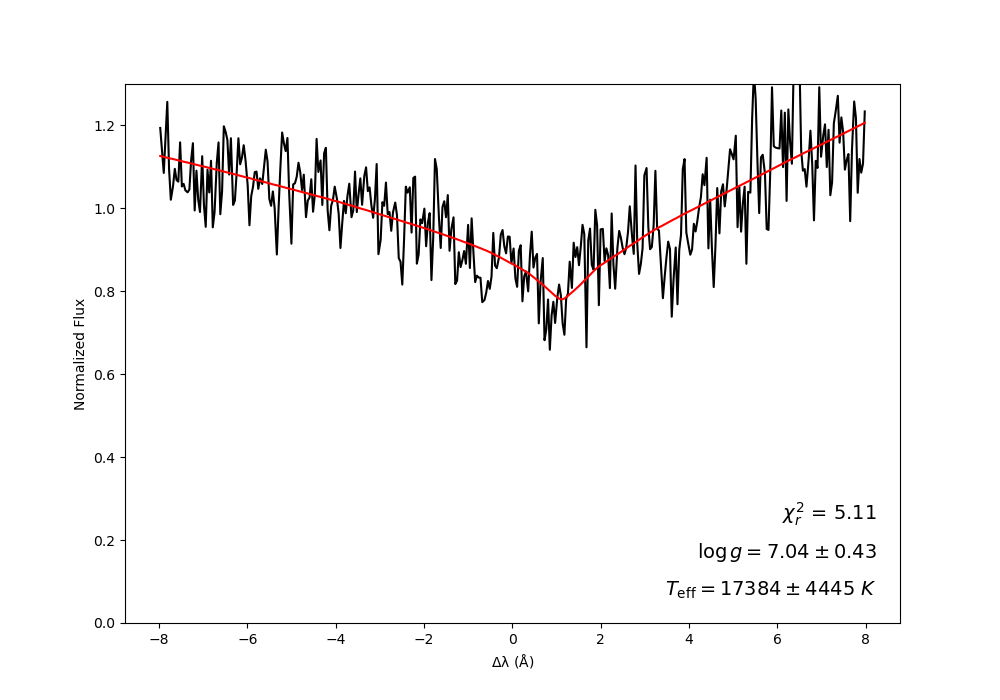 1.2
1.0
0.8
0.6
0.4
0.2
0.0
Normalized Flux
χ²ᵣ = 5.11
log g = 7.04 ± 0.43
T_eff = 17384 ± 4445 K
−8 −6 −4 −2 0 2 4 6 8
Δλ (Å)